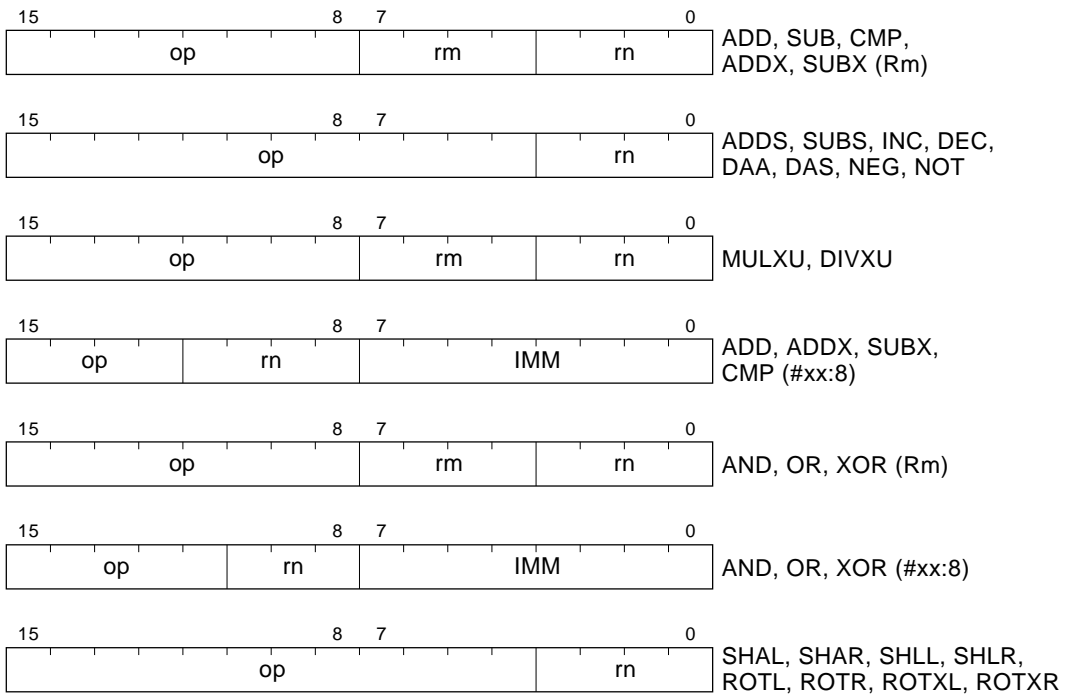 15 8 7 0
op rm rn
ADD, SUB, CMP,
ADDX, SUBX (Rm)
15 8 7 0
op rn
ADDS, SUBS, INC, DEC,
DAA, DAS, NEG, NOT
15 8 7 0
op rm rn
MULXU, DIVXU
15 8 7 0
op rn IMM
ADD, ADDX, SUBX,
CMP (#xx:8)
15 8 7 0
op rm rn
AND, OR, XOR (Rm)
15 8 7 0
op rn IMM
AND, OR, XOR (#xx:8)
15 8 7 0
op rn
SHAL, SHAR, SHLL, SHLR,
ROTL, ROTR, ROTXL, ROTXR